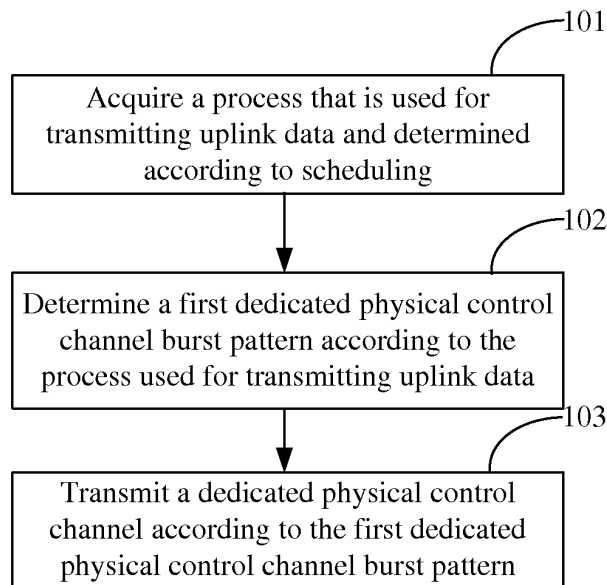 101
Acquire a process that is used for
transmitting uplink data and determined
according to scheduling
102
Determine a first dedicated physical control
channel burst pattern according to the
process used for transmitting uplink data
103
Transmit a dedicated physical control
channel according to the first dedicated
physical control channel burst pattern